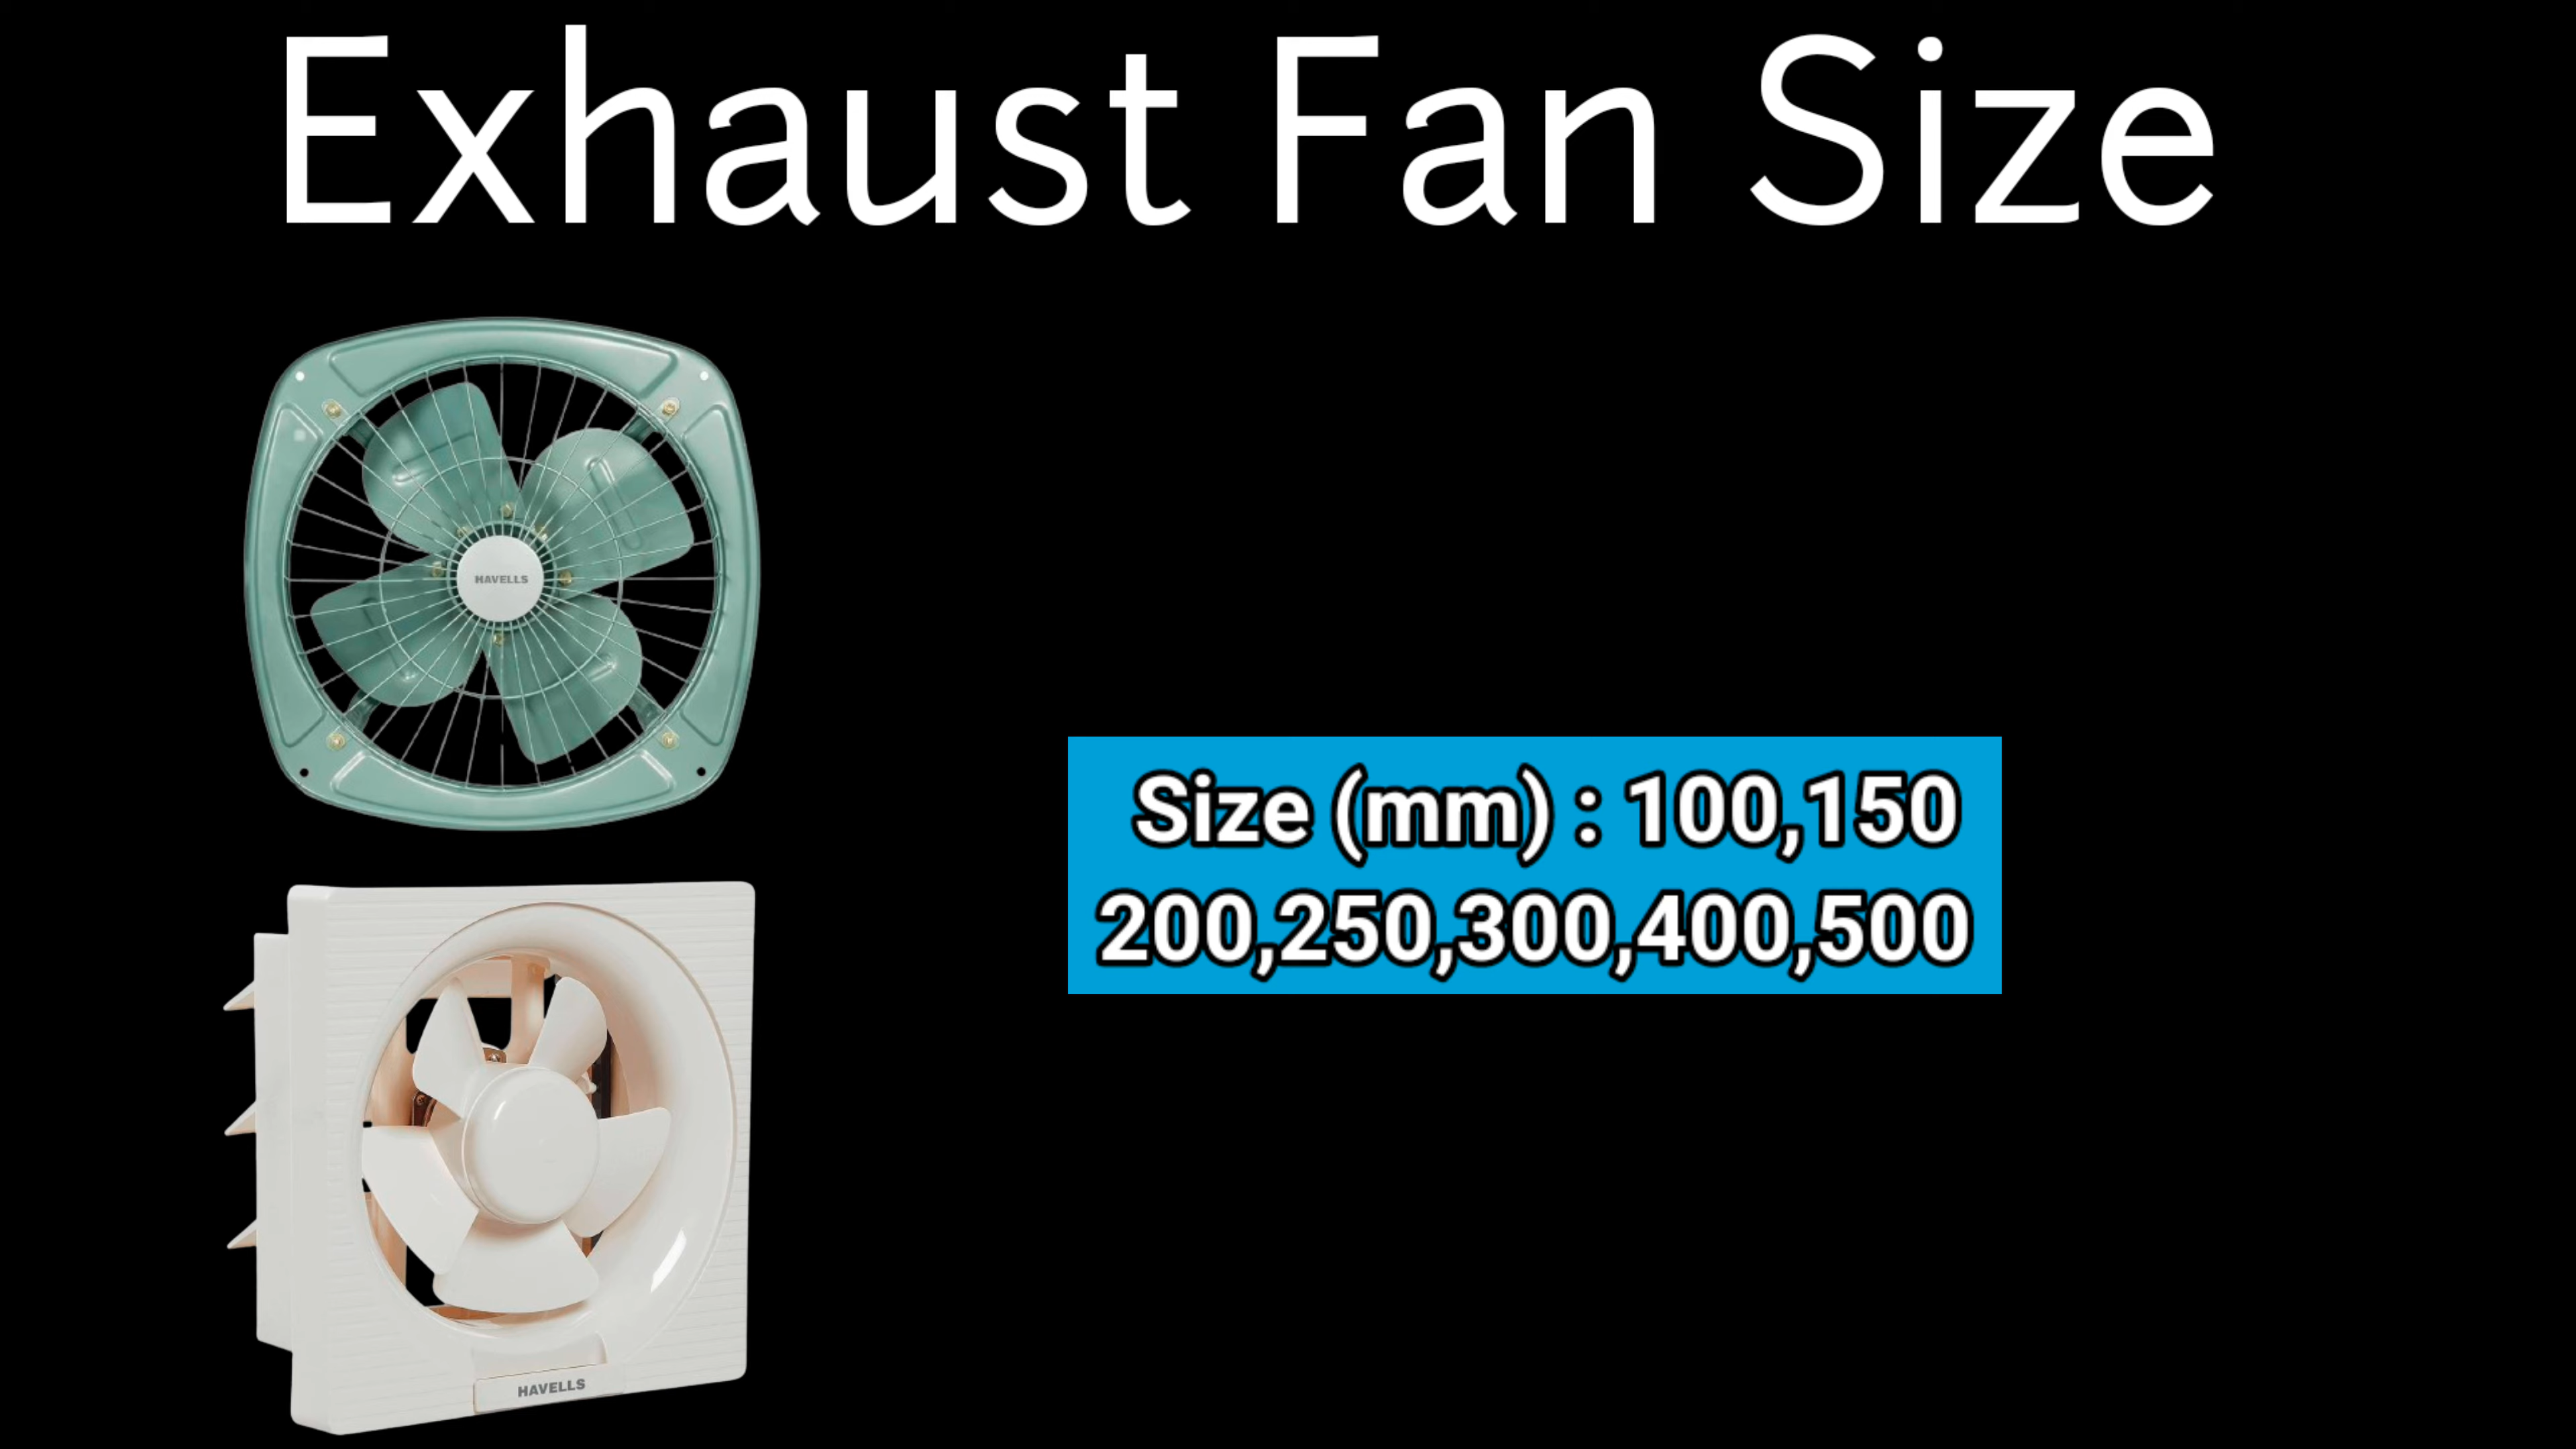 Exhaust Fan Size
HAVELLS
Size (mm) : 100,150
200,250,300,400,500
HAVELLS